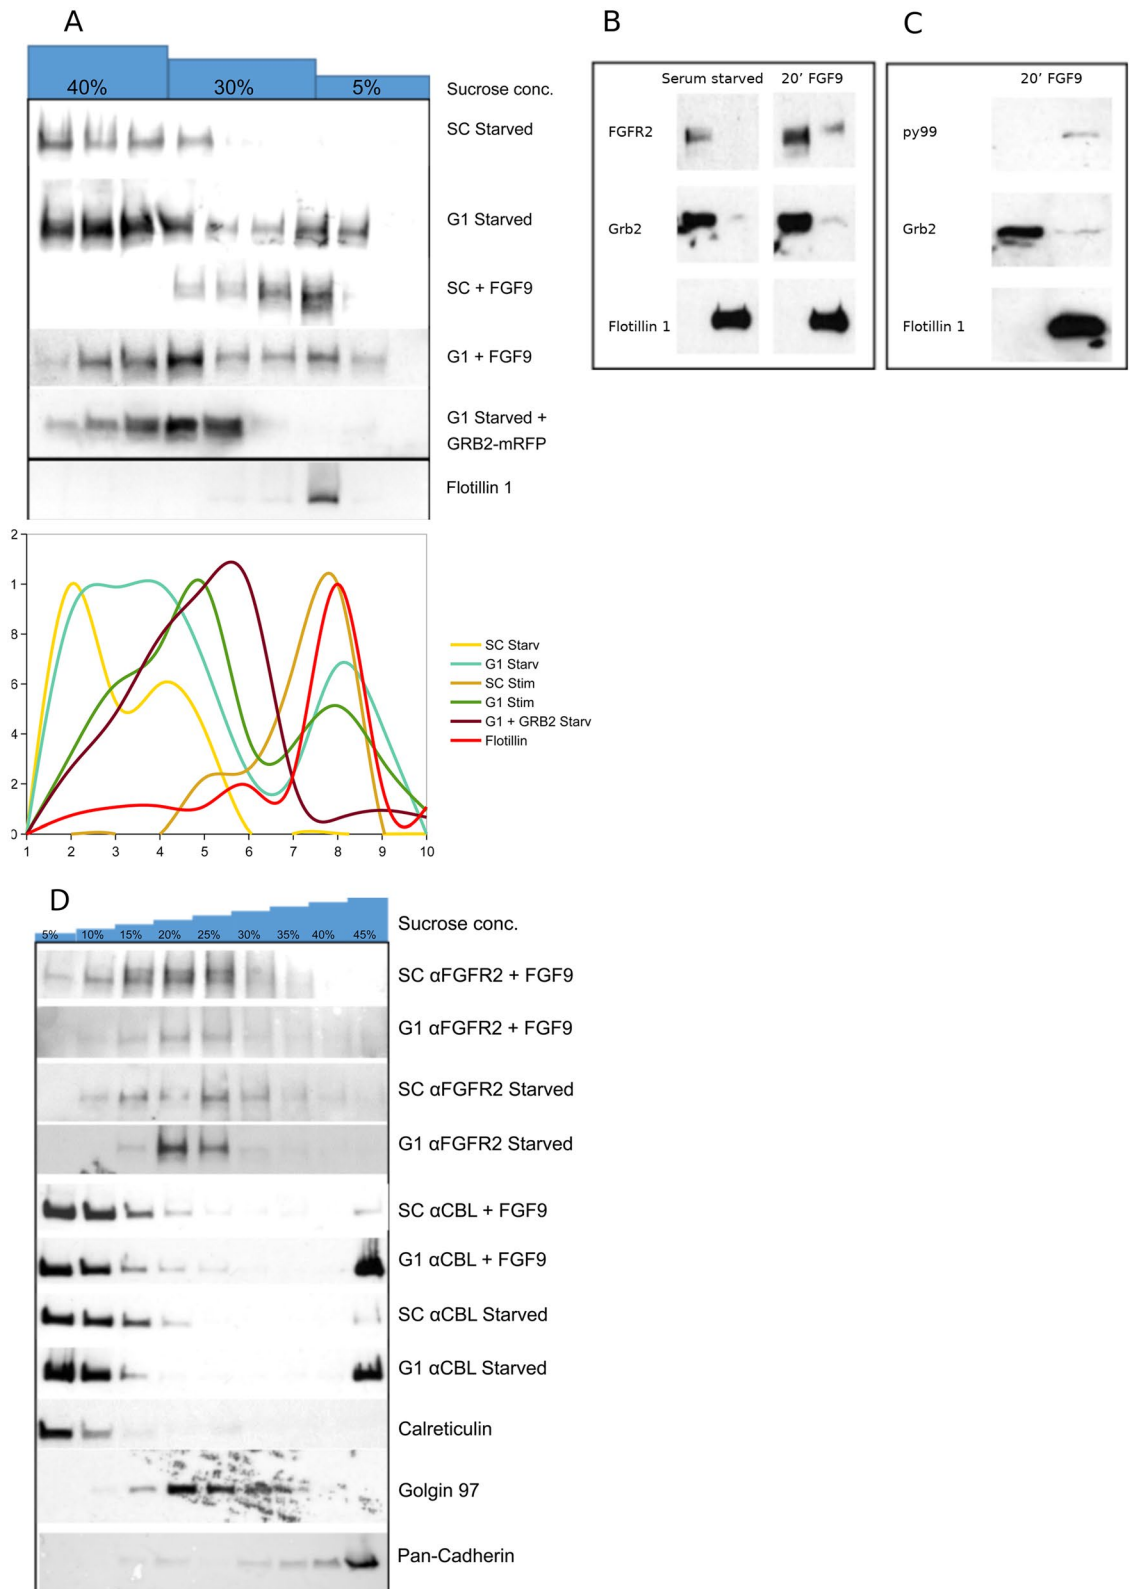 A
40%
30%
5%
Sucrose conc.
SC Starved
G1 Starved
SC + FGF9
G1 + FGF9
G1 Starved +
GRB2-mRFP
Flotillin 1
2
1
8
6
4
2
0
1 2 3 4 5 6 7 8 9 10
SC Starv
G1 Starv
SC Stim
G1 Stim
G1 + GRB2 Starv
Flotillin
B
Serum starved 20’ FGF9
FGFR2
Grb2
Flotillin 1
C
20’ FGF9
py99
Grb2
Flotillin 1
D
5% 10% 15% 20% 25% 30% 35% 40% 45%
Sucrose conc.
SC αFGFR2 + FGF9
G1 αFGFR2 + FGF9
SC αFGFR2 Starved
G1 αFGFR2 Starved
SC αCBL + FGF9
G1 αCBL + FGF9
SC αCBL Starved
G1 αCBL Starved
Calreticulin
Golgin 97
Pan-Cadherin